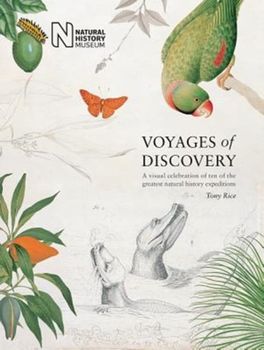 NATURAL
HISTORY
MUSEUM
VOYAGES of
DISCOVERY
A visual celebration of ten of the
greatest natural history expeditions
Tony Rice